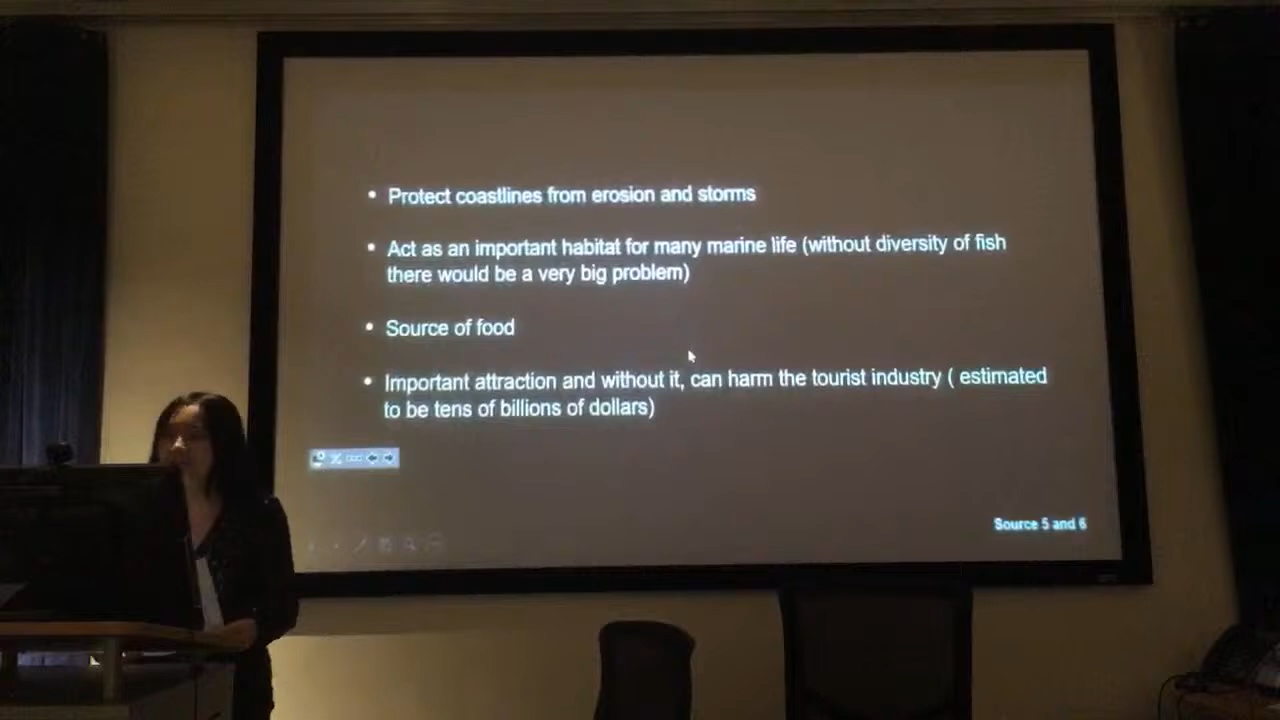 • Protect coastlines from erosion and storms
• Act as an important habitat for many marine life (without diversity of fish
there would be a very big problem)
• Source of food
• Important attraction and without it, can harm the tourist industry ( estimated
to be tens of billions of dollars)
Source 5 and 6